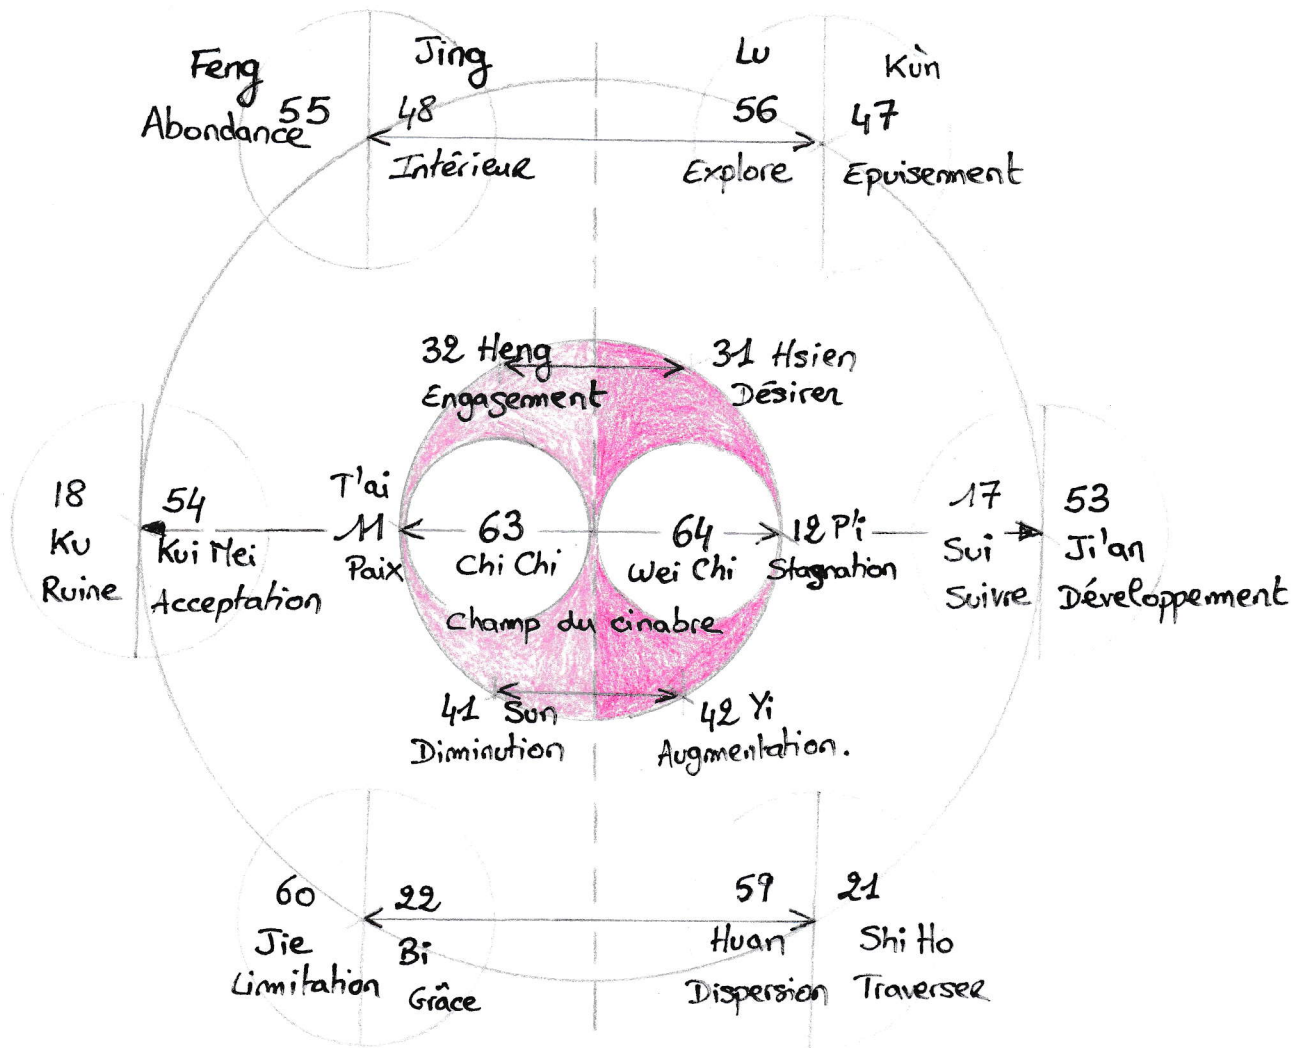 Feng
55
Abondance
Jing
48
Intérieur
Lu
56
Explore
Kùn
47
Epuisement
32 Heng
Engagement
31 Hsien
Désirer
18
Ku
Ruine
54
Kui Mei
Acceptation
T'ai
11
Paix
63
Chi Chi
64
Wei Chi
12 P'i
Stagnation
17
Sui
Suivre
53
Ji'an
Développement
Champ du cinabre
41 Sun
Diminution
42 Yi
Augmentation.
60
Jie
Limitation
22
Bi
Grâce
59
Huan
Dispersion
21
Shi Ho
Traverser